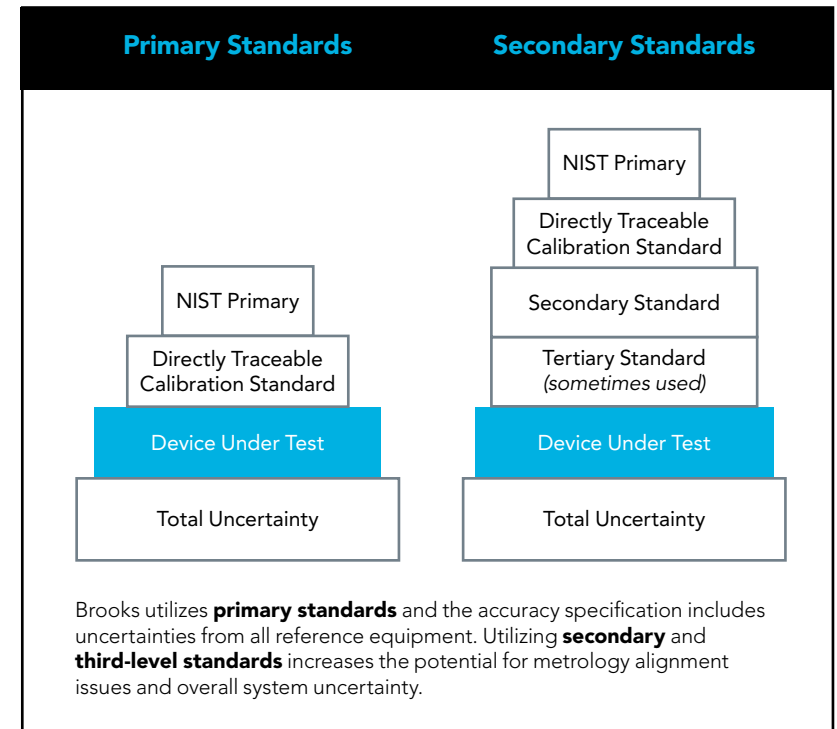 Primary Standards
Secondary Standards
NIST Primary
Directly Traceable
Calibration Standard
Device Under Test
Total Uncertainty
NIST Primary
Directly Traceable
Calibration Standard
Secondary Standard
Tertiary Standard
(sometimes used)
Device Under Test
Total Uncertainty
Brooks utilizes primary standards and the accuracy specification includes
uncertainties from all reference equipment. Utilizing secondary and
third-level standards increases the potential for metrology alignment
issues and overall system uncertainty.